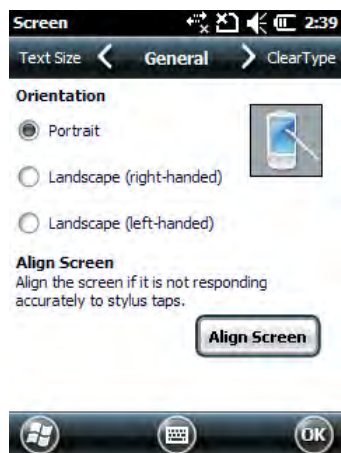 Screen 2:39
Text Size General ClearType
Orientation
Portrait
Landscape (right-handed)
Landscape (left-handed)
Align Screen
Align the screen if it is not responding
accurately to stylus taps.
Align Screen
OK